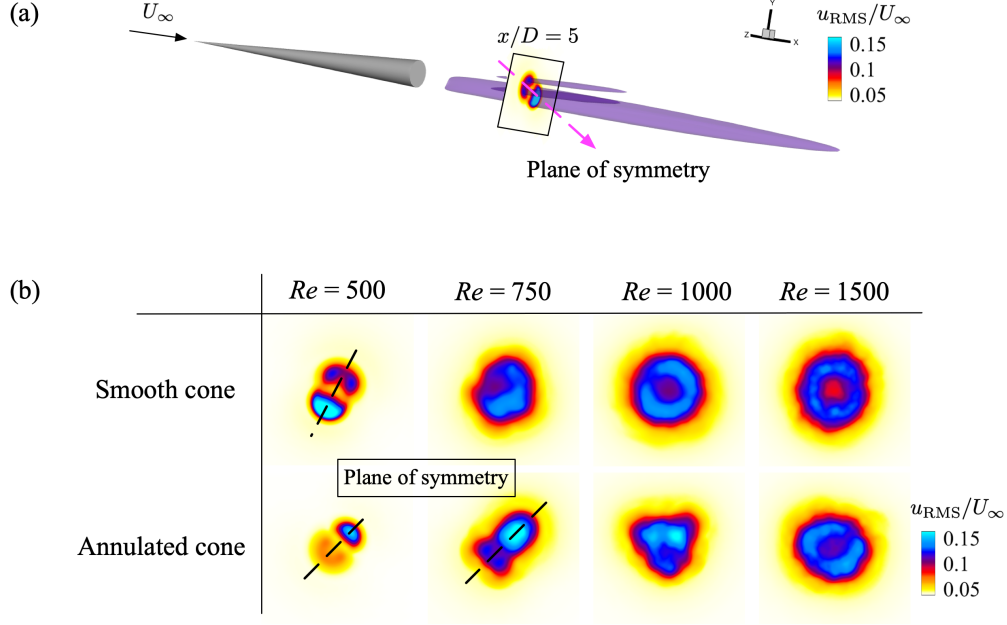 (a)
U∞
x/D = 5
Y
Z
X
uRMS/U∞
0.15
0.1
0.05
Plane of symmetry
(b)
Re = 500 Re = 750 Re = 1000 Re = 1500
Smooth cone
Plane of symmetry
Annulated cone
uRMS/U∞
0.15
0.1
0.05